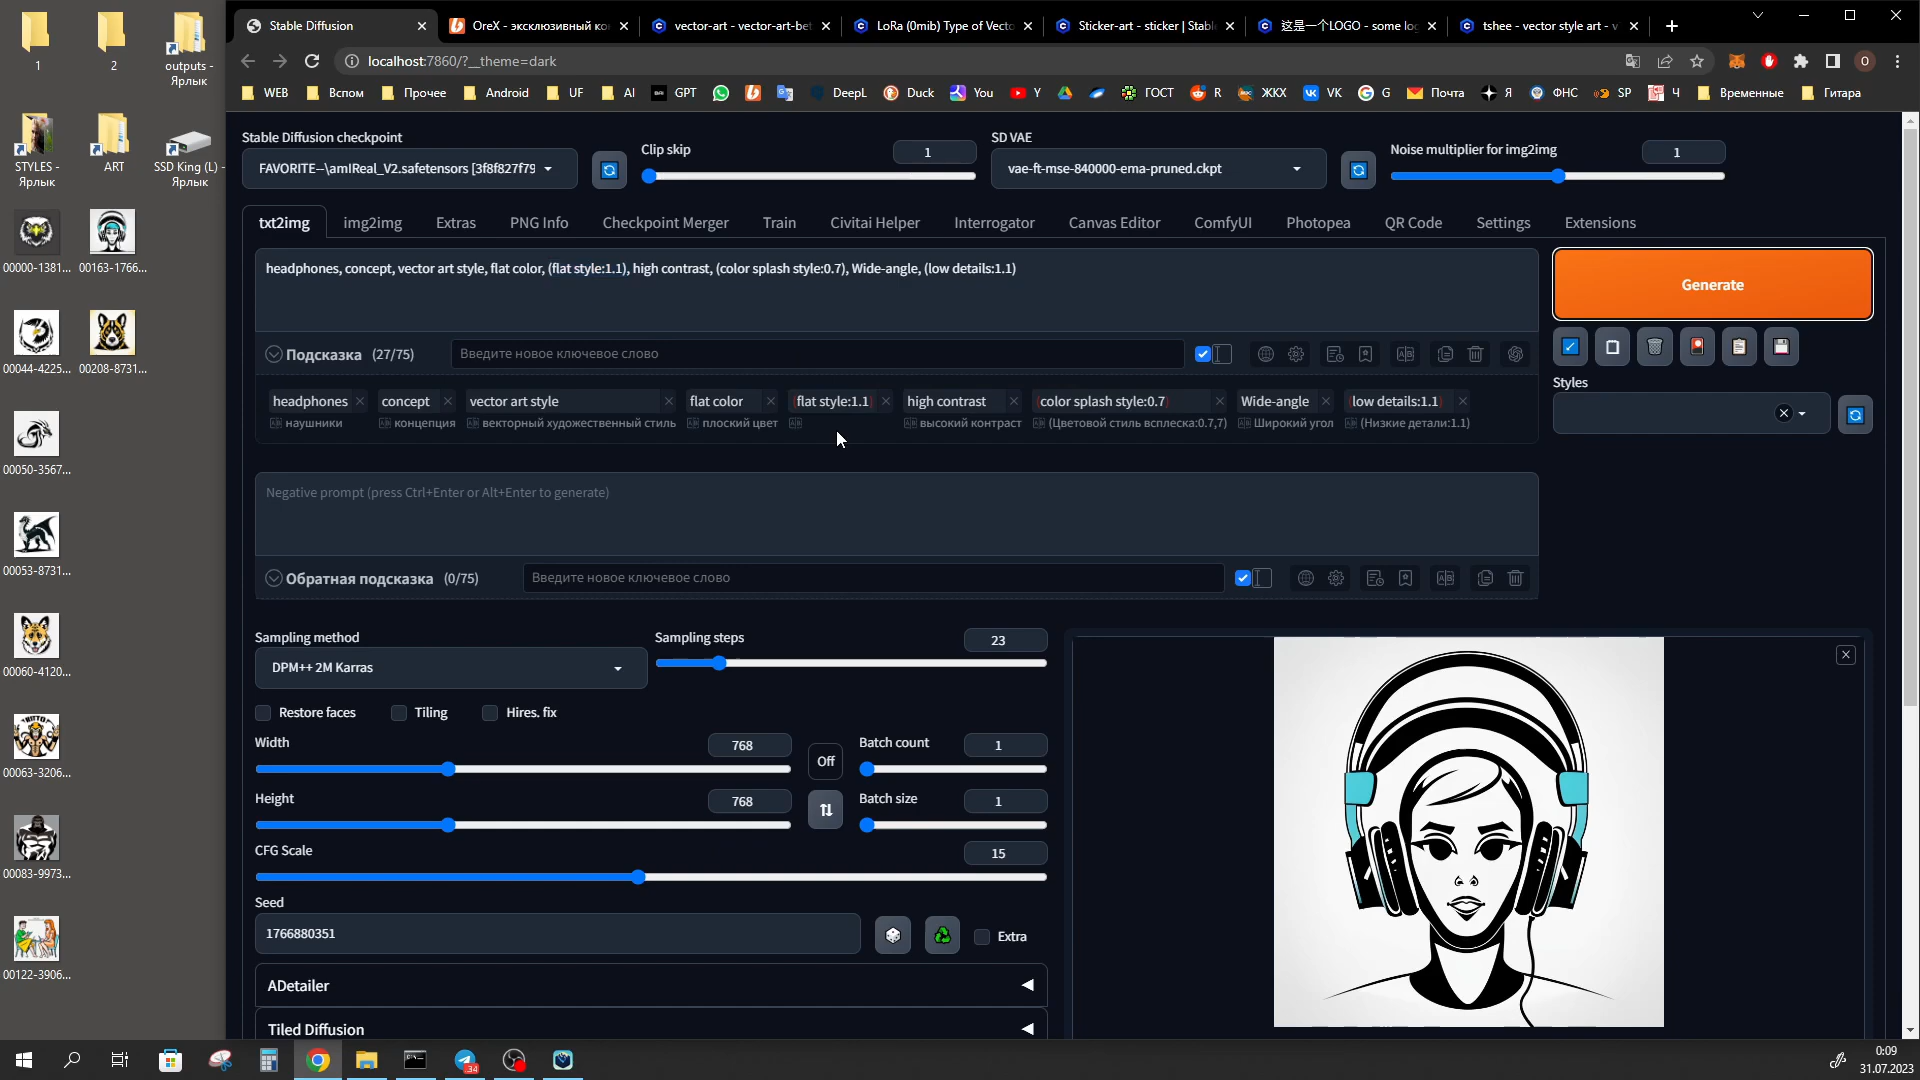 1
2
outputs -
Ярлык
STYLES -
Ярлык
ART
SSD King (L) -
Ярлык
00000-1381...
00163-1766...
00044-4225...
00208-8731...
00050-3567...
00053-8731...
00060-4120...
00063-3206...
00083-9973...
00122-3906...
Stable Diffusion
OreX - эксклюзивный ко
vector-art - vector-art-bet
LoRa (0mib) Type of Vecto
Sticker-art - sticker | Stabl
这是一个LOGO - some lo
tshee - vector style art - v
localhost:7860/?__theme=dark
WEB
Вспом
Прочее
Android
UF
AI
GPT
DeepL
Duck
You
Y
ГОСТ
R
ЖКХ
VK
G
Почта
Я
ФНС
SP
Ч
Временные
Гитара
Stable Diffusion checkpoint
FAVORITE--\amIReal_V2.safetensors [3f8f827f79
Clip skip
1
SD VAE
vae-ft-mse-840000-ema-pruned.ckpt
Noise multiplier for img2img
1
txt2img
img2img
Extras
PNG Info
Checkpoint Merger
Train
Civitai Helper
Interrogator
Canvas Editor
ComfyUI
Photopea
QR Code
Settings
Extensions
headphones, concept, vector art style, flat color, (flat style:1.1), high contrast, (color splash style:0.7), Wide-angle, (low details:1.1)
Generate
Подсказка (27/75)
Введите новое ключевое слово
Styles
headphones
concept
vector art style
flat color
(flat style:1.1)
high contrast
(color splash style:0.7)
Wide-angle
(low details:1.1)
наушники
концепция
векторный художественный стиль
плоский цвет
высокий контраст
(Цветовой стиль всплеска:0.7,7)
Широкий угол
(Низкие детали:1.1)
Negative prompt (press Ctrl+Enter or Alt+Enter to generate)
Обратная подсказка (0/75)
Введите новое ключевое слово
Sampling method
DPM++ 2M Karras
Sampling steps
23
Restore faces
Tiling
Hires. fix
Width
768
Off
Batch count
1
Height
768
Batch size
1
CFG Scale
15
Seed
1766880351
Extra
ADetailer
Tiled Diffusion
34
0:09
31.07.2023